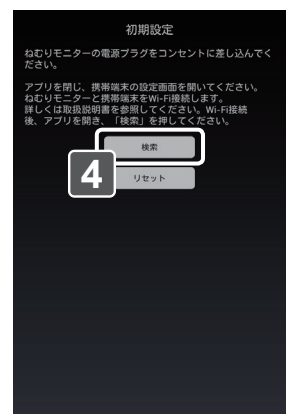 初期設定
ねむりモニターの電源プラグをコンセントに差し込んでく
ださい。
アプリを閉じ、携帯端末の設定画面を開いてください。
ねむりモニターと携帯端末をWi-Fi接続します。
詳しくは取扱説明書を参照してください。Wi-Fi接続
後、アプリを開き、「検索」を押してください。
検索
4
リセット